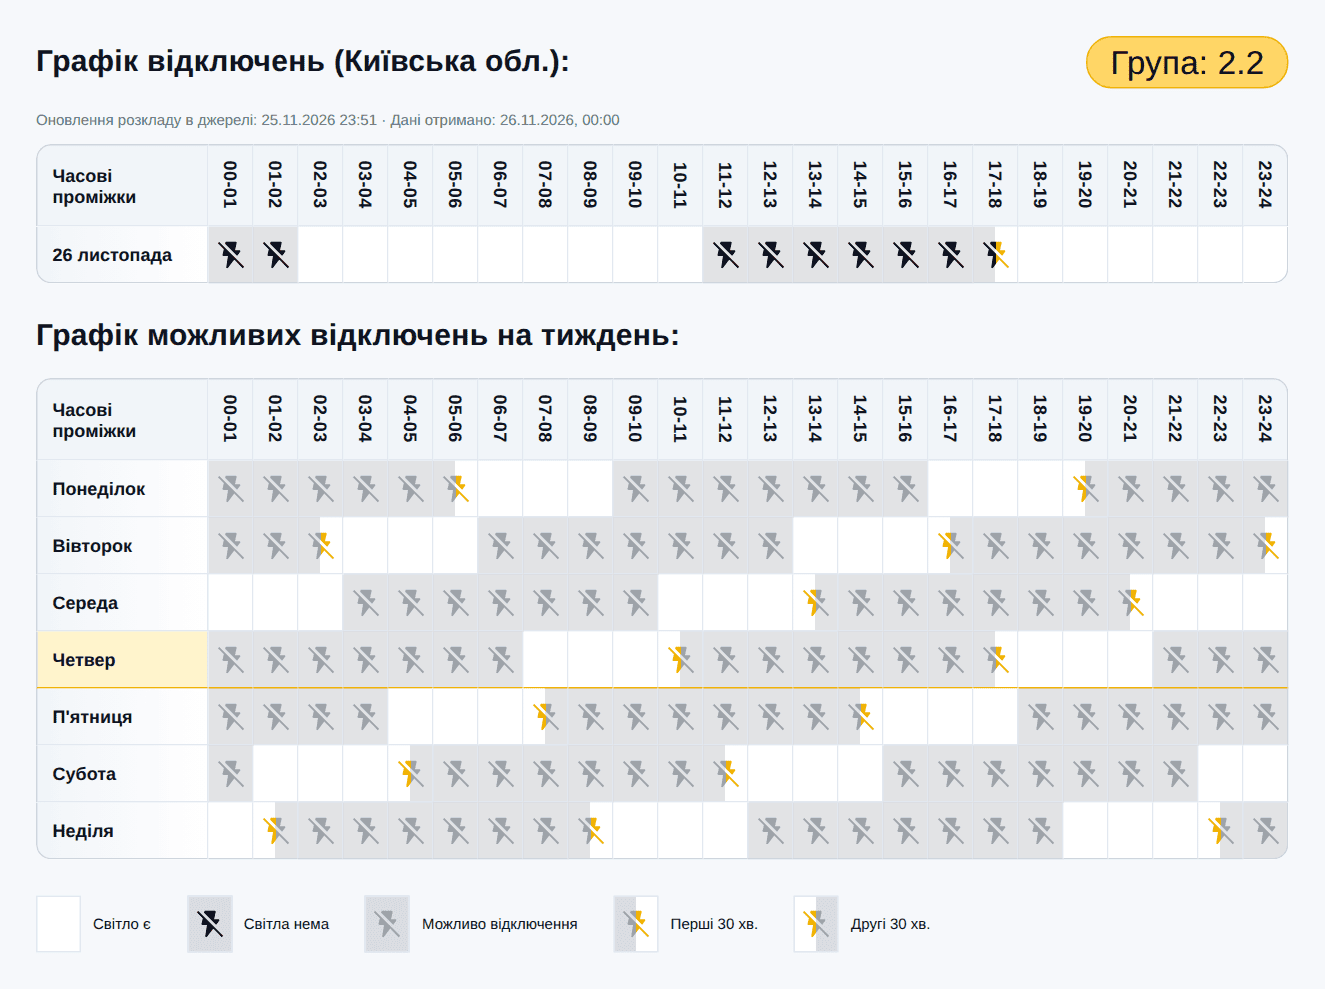 Графік відключень (Київська обл.):
Група: 2.2
Оновлення розкладу в джерелі: 25.11.2026 23:51 · Дані отримано: 26.11.2026, 00:00
Часові проміжки 00-01 01-02 02-03 03-04 04-05 05-06 06-07 07-08 08-09 09-10 10-11 11-12 12-13 13-14 14-15 15-16 16-17 17-18 18-19 19-20 20-21 21-22 22-23 23-24
26 листопада
Графік можливих відключень на тиждень:
Часові проміжки 00-01 01-02 02-03 03-04 04-05 05-06 06-07 07-08 08-09 09-10 10-11 11-12 12-13 13-14 14-15 15-16 16-17 17-18 18-19 19-20 20-21 21-22 22-23 23-24
Понеділок
Вівторок
Середа
Четвер
П'ятниця
Субота
Неділя
Світло є Світла нема Можливо відключення Перші 30 хв. Другі 30 хв.